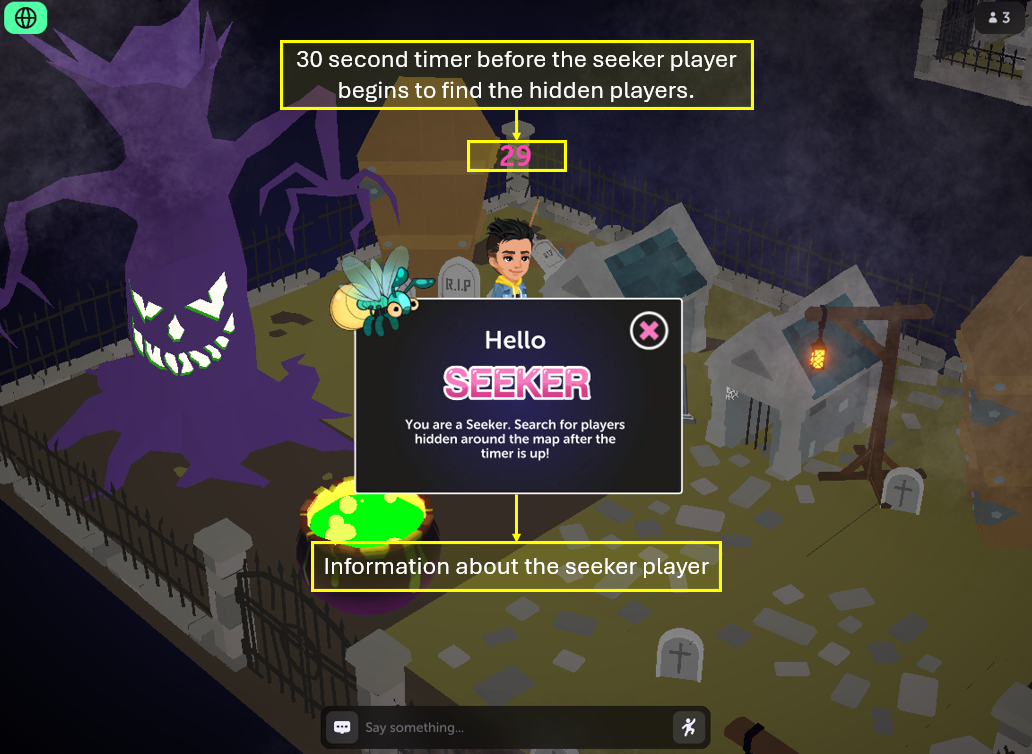 3
30 second timer before the seeker player
begins to find the hidden players.
29
R.I.P
Hello
SEEKER
You are a Seeker. Search for players
hidden around the map after the
timer is up!
Information about the seeker player
Say something...